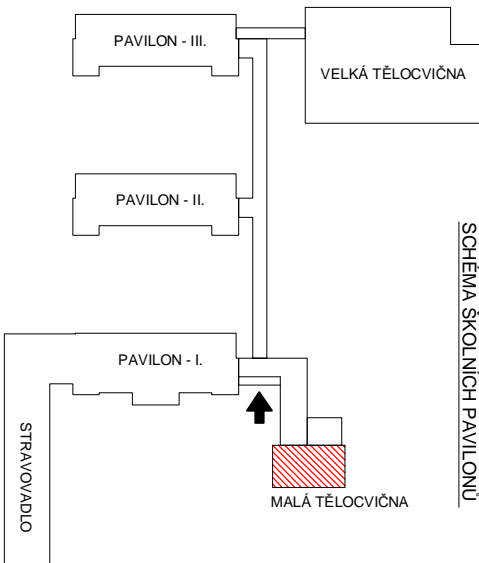 PAVILON - III.
VELKÁ TĚLOCVIČNA
PAVILON - II.
SCHÉMA ŠKOLNÍCH PAVILONŮ
PAVILON - I.
STRAVOVADLO
MALÁ TĚLOCVIČNA